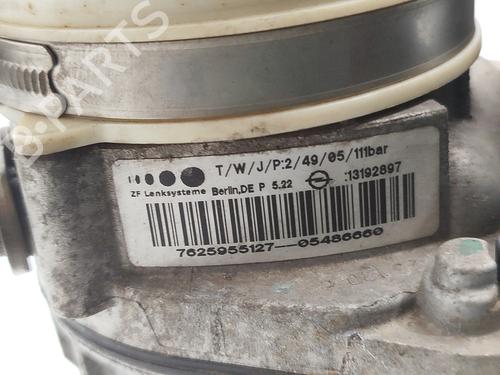 B-PARTS
T/W/J/P:2/49/05/111bar
ZF Lenksysteme Berlin,DE P 5.22 :13192897
7625955127--05486660